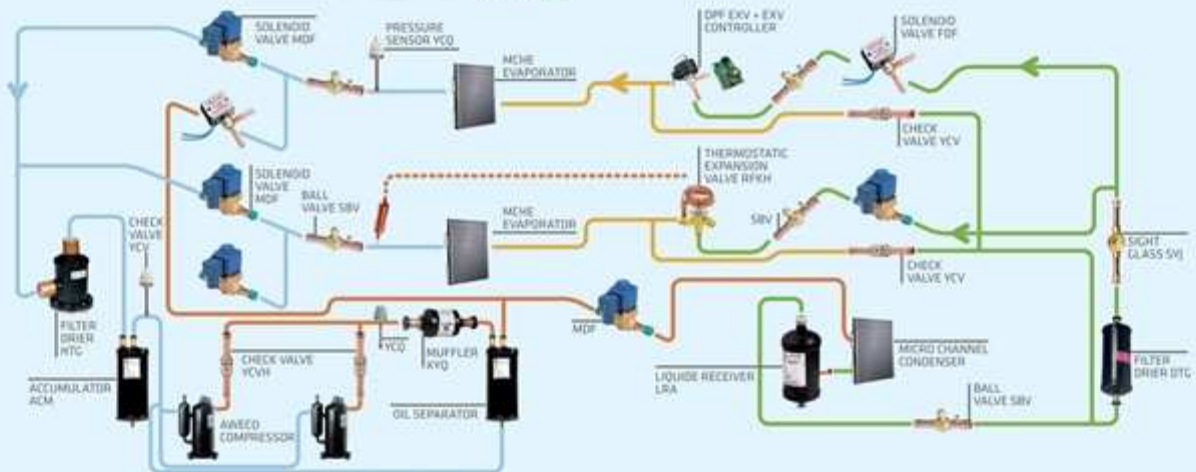 SOLENOID
VALVE MDF
PRESSURE
SENSOR YCQ
MCHE
EVAPORATOR
DPF EXV + EXV
CONTROLLER
SOLENOID
VALVE FDF
CHECK
VALVE YCV
THERMOSTATIC
EXPANSION
VALVE RFKH
SOLENOID
VALVE
MDF
BALL
VALVE SBV
MCHE
EVAPORATOR
SBV
CHECK
VALVE YCV
SIGHT
GLASS SYJ
CHECK
VALVE
YCV
FILTER
DRIER
HTG
ACCUMULATOR
ACM
CHECK VALVE
YCVH
YCQ
MUFFLER
XYQ
MDF
AWECO
COMPRESSOR
OIL SEPARATOR
LIQUIDE RECEIVER
LRA
MICRO CHANNEL
CONDENSER
BALL
VALVE SBV
FILTER
DRIER DTG